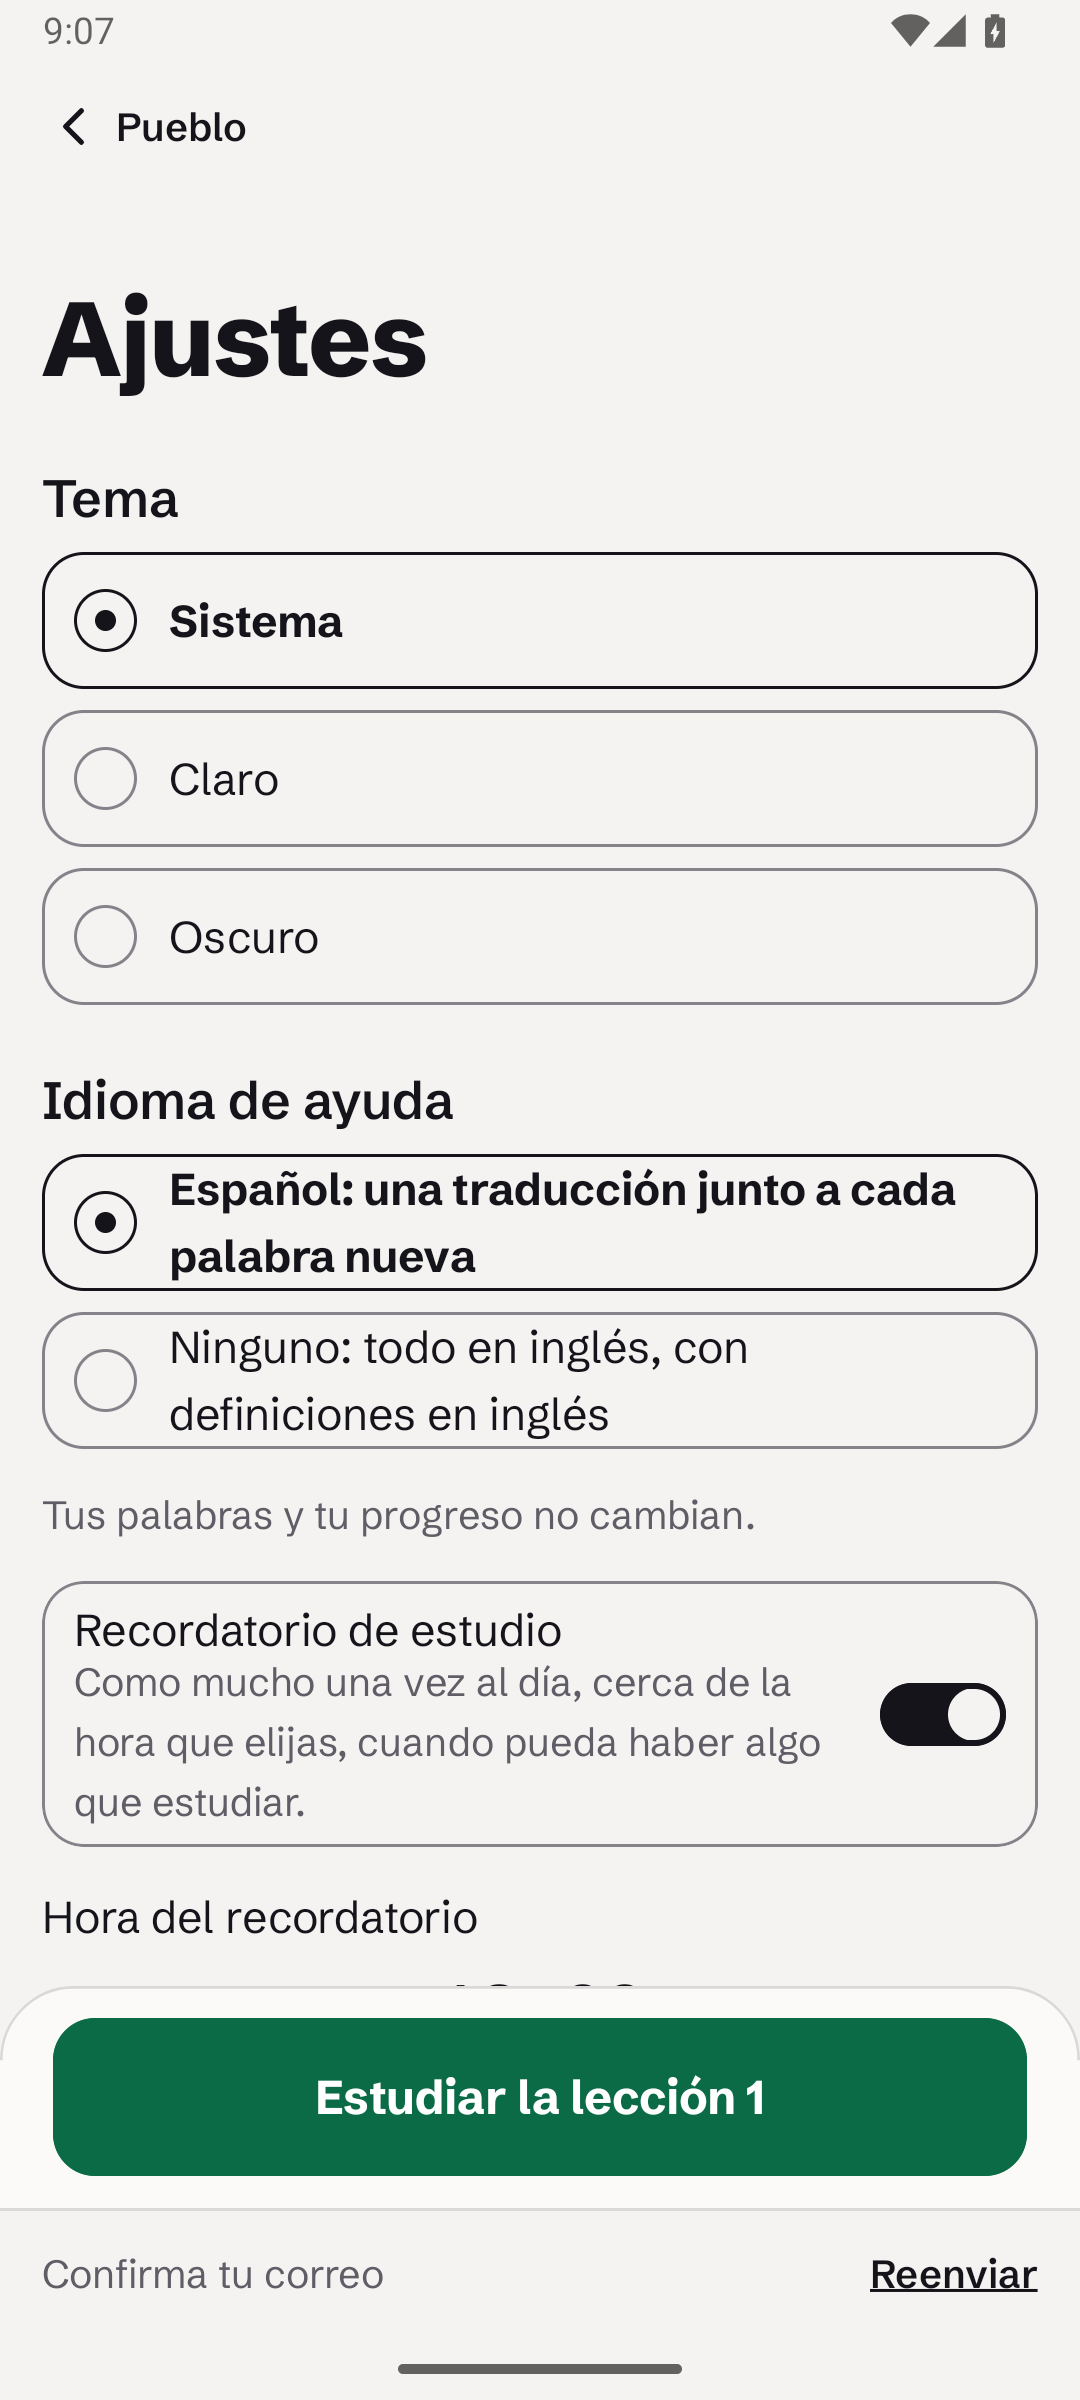 9:07
Pueblo
Ajustes
Tema
Sistema
Claro
Oscuro
Idioma de ayuda
Español: una traducción junto a cada
palabra nueva
Ninguno: todo en inglés, con
definiciones en inglés
Tus palabras y tu progreso no cambian.
Recordatorio de estudio
Como mucho una vez al día, cerca de la
hora que elijas, cuando pueda haber algo
que estudiar.
Hora del recordatorio
Estudiar la lección 1
Confirma tu correo
Reenviar